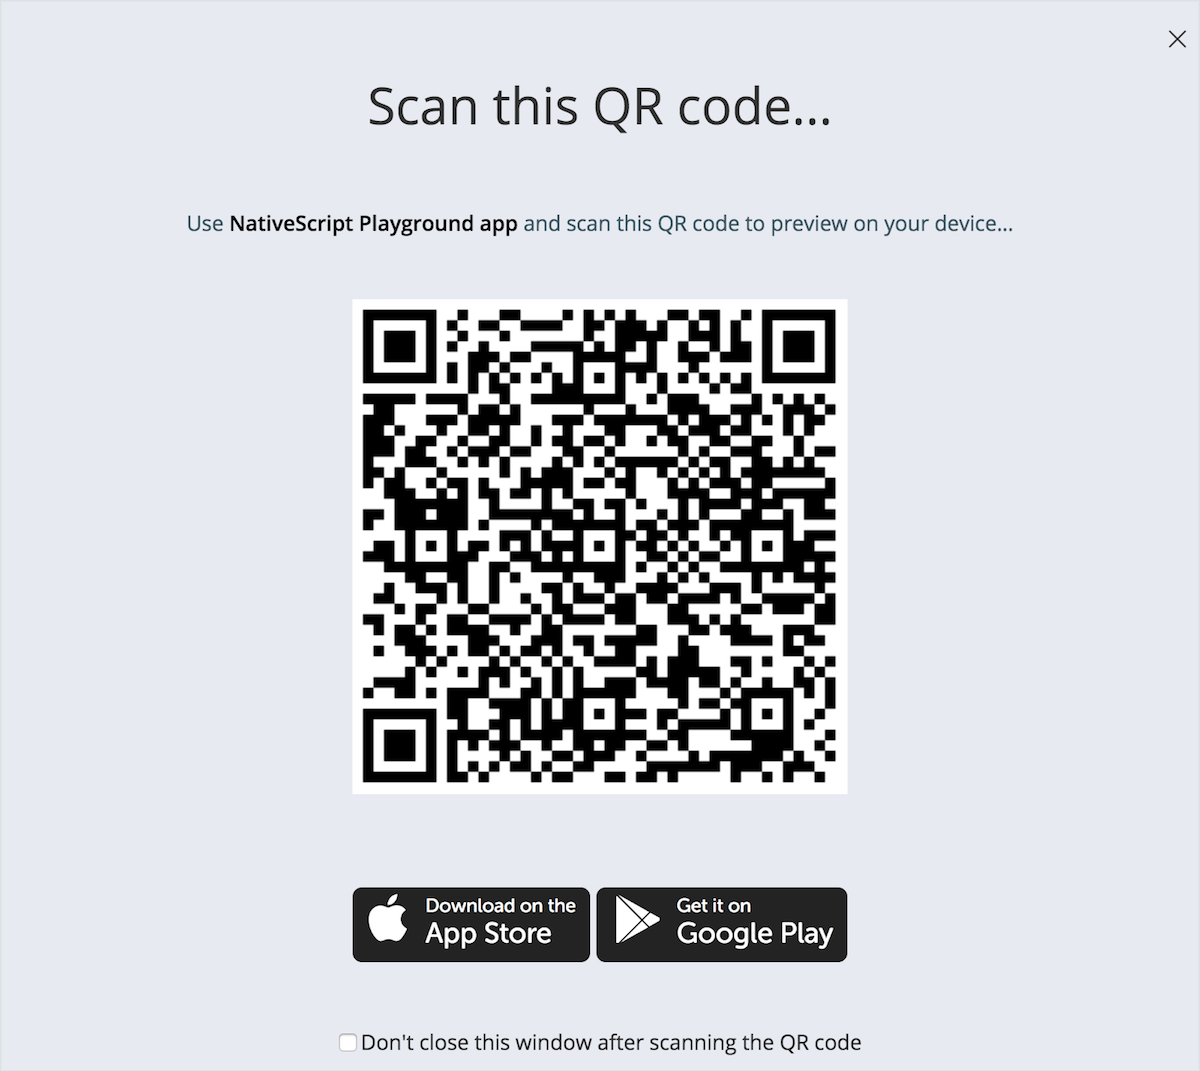 Scan this QR code...
Use NativeScript Playground app and scan this QR code to preview on your device...
Download on the
App Store
Get it on
Google Play
Don't close this window after scanning the QR code